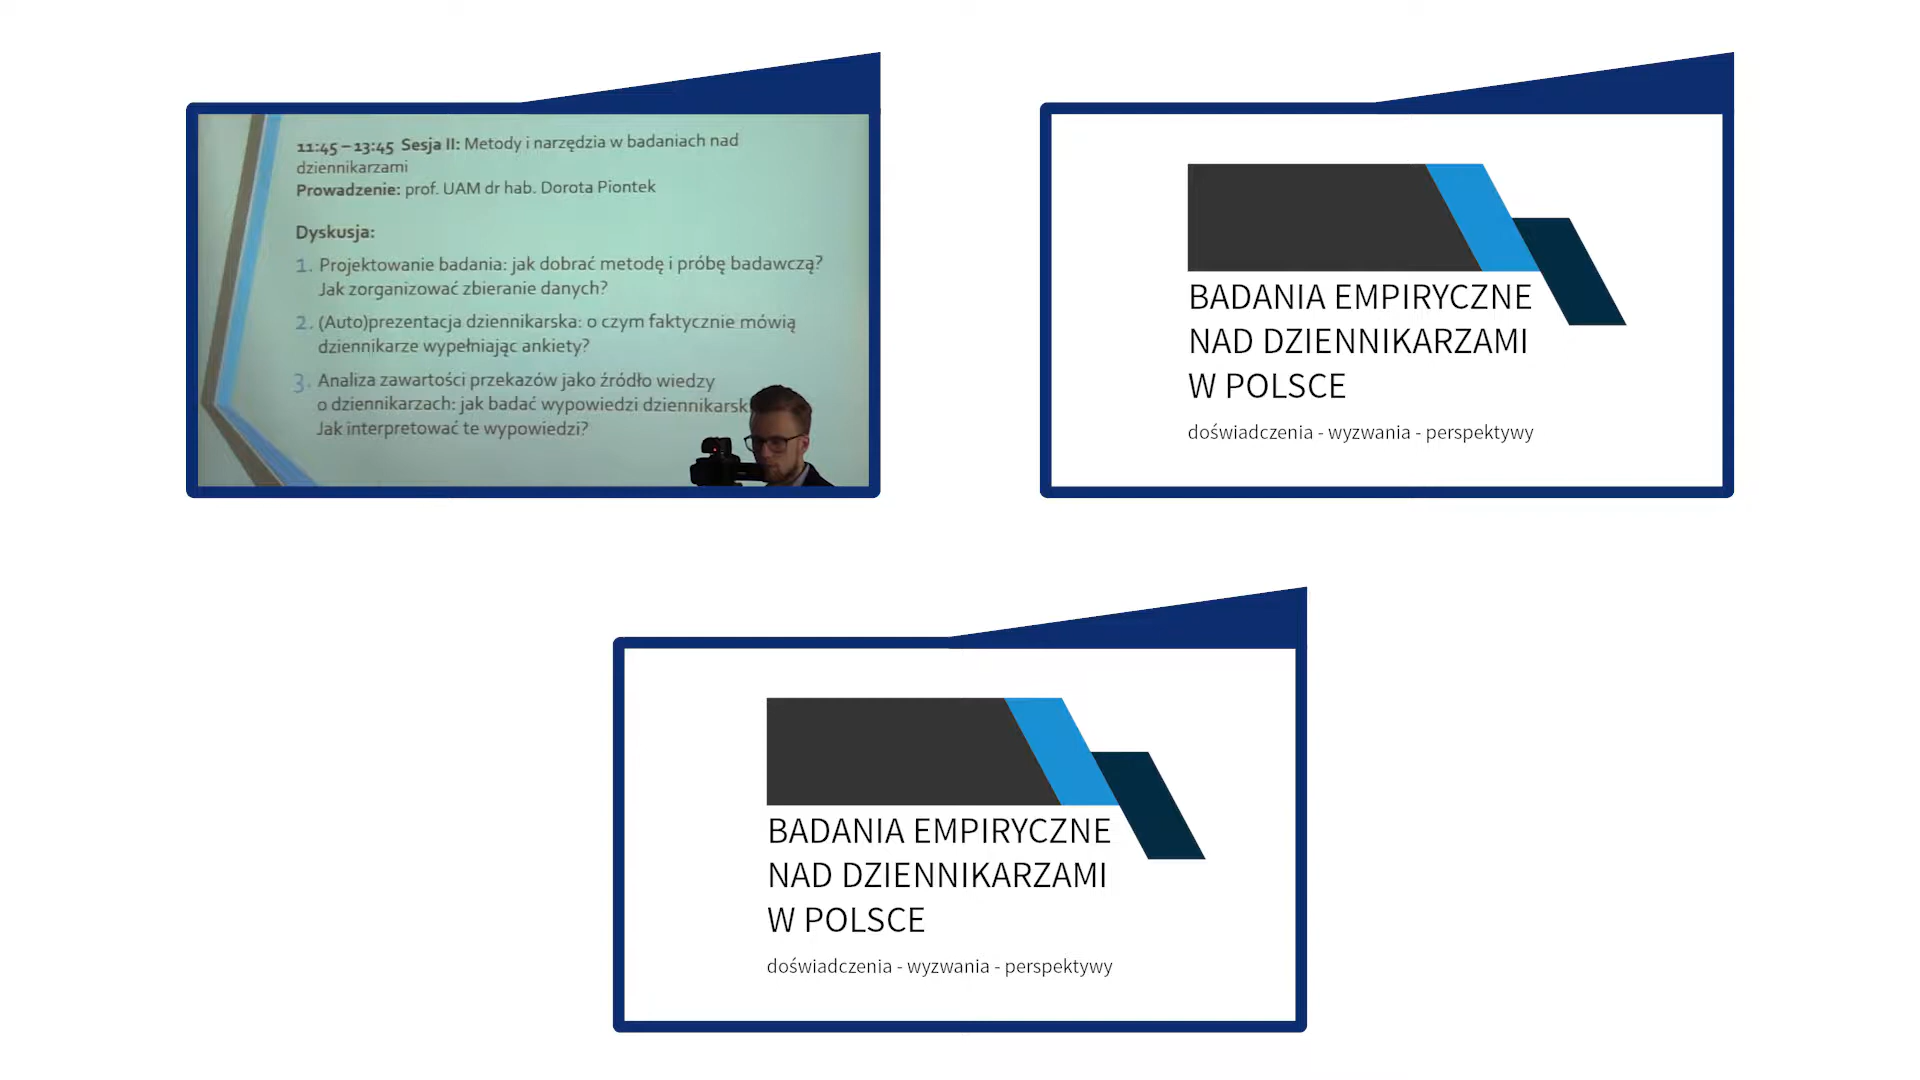 11:45 – 13:45 Sesja II: Metody i narzędzia w badaniach nad
dziennikarzami
Prowadzenie: prof. UAM dr hab. Dorota Piontek
Dyskusja:
1. Projektowanie badania: jak dobrać metodę i próbę badawczą?
Jak zorganizować zbieranie danych?
2. (Auto)prezentacja dziennikarska: o czym faktycznie mówią
dziennikarze wypełniając ankiety?
3. Analiza zawartości przekazów jako źródło wiedzy
o dziennikarzach: jak badać wypowiedzi
Jak interpretować te wypowiedzi?
BADANIA EMPIRYCZNE
NAD DZIENNIKARZAMI
W POLSCE
doświadczenia - wyzwania - perspektywy
BADANIA EMPIRYCZNE
NAD DZIENNIKARZAMI
W POLSCE
doświadczenia - wyzwania - perspektywy